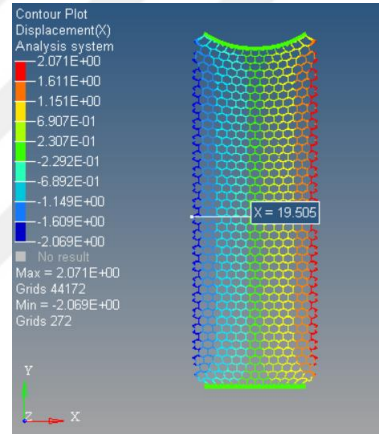 Contour Plot
Displacement(X)
Analysis system
2.071E+00
1.611E+00
1.151E+00
6.907E-01
2.307E-01
-2.292E-01
-6.892E-01
-1.149E+00
-1.609E+00
-2.069E+00
No result
Max = 2.071E+00
Grids 44172
Min = -2.069E+00
Grids 272
X = 19.505
Y
Z
X